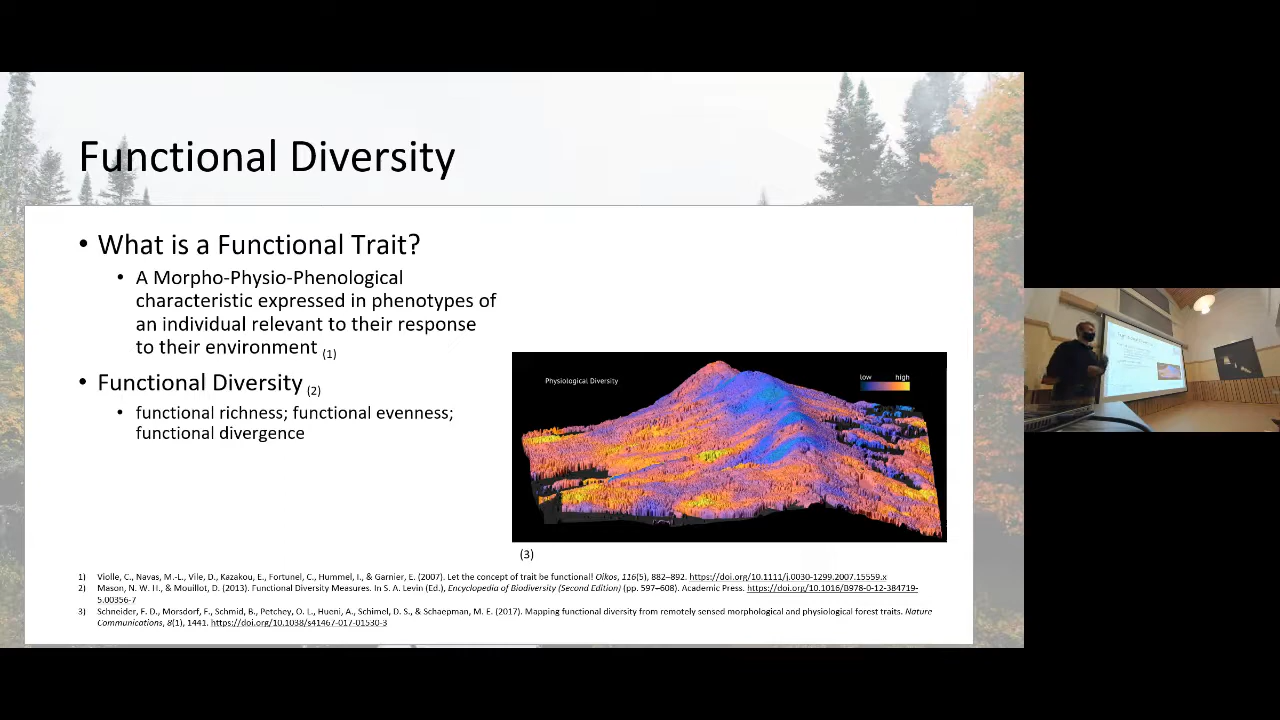 Functional Diversity
• What is a Functional Trait?
• A Morpho-Physio-Phenological
characteristic expressed in phenotypes of
an individual relevant to their response
to their environment (1)
• Functional Diversity (2)
• functional richness; functional evenness;
functional divergence
Physiological Diversity
low high
(3)
1) Violle, C., Navas, M.-L., Vile, D., Kazakou, E., Fortunel, C., Hummel, I., & Garnier, E. (2007). Let the concept of trait be functional! Oikos, 116(5), 882–892. https://doi.org/10.1111/j.0030-1299.2007.15559.x
2) Mason, N. W. H., & Mouillot, D. (2013). Functional Diversity Measures. In S. A. Levin (Ed.), Encyclopedia of Biodiversity (Second Edition) (pp. 597–608). Academic Press. https://doi.org/10.1016/B978-0-12-384719-
5.00356-7
3) Schneider, F. D., Morsdorf, F., Schmid, B., Petchey, O. L., Hueni, A., Schimel, D. S., & Schaepman, M. E. (2017). Mapping functional diversity from remotely sensed morphological and physiological forest traits. Nature
Communications, 8(1), 1441. https://doi.org/10.1038/s41467-017-01530-3